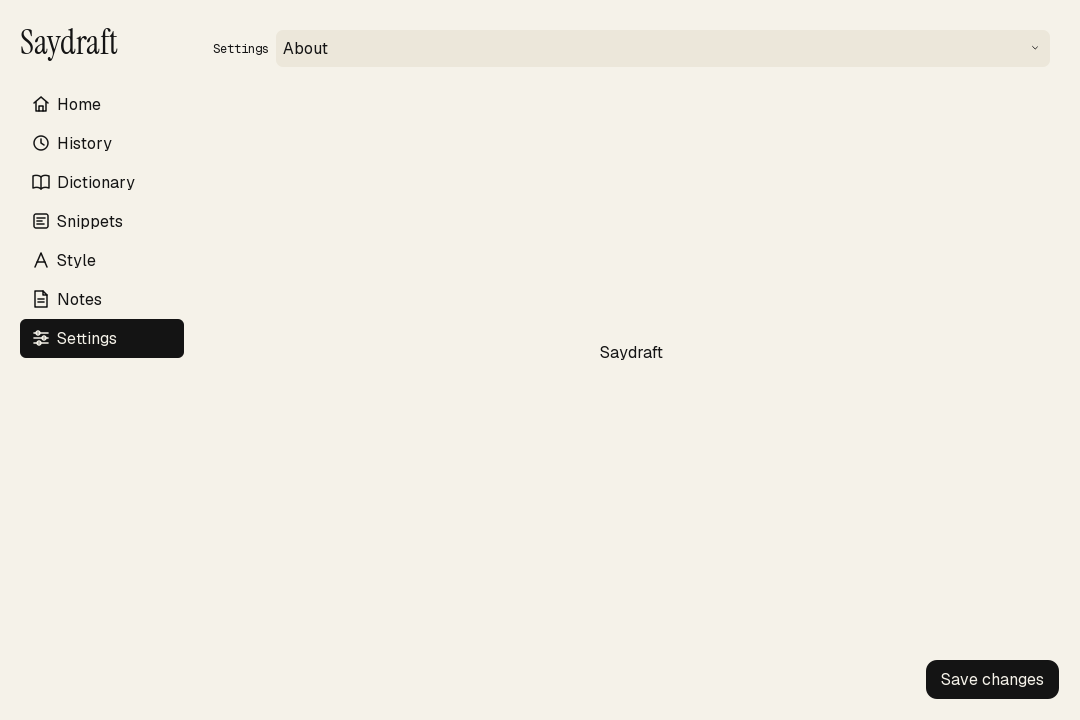 Saydraft
Settings
About
Home
History
Dictionary
Snippets
Style
Notes
Settings
Saydraft
Save changes